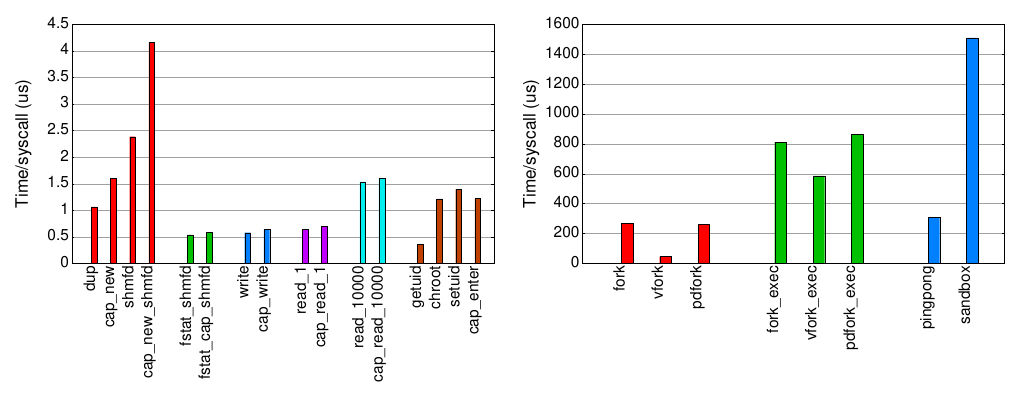 Time/syscall (us)
4.5
4
3.5
3
2.5
2
1.5
1
0.5
0
dup
cap_new
shmfd
cap_new_shmfd
fstat_shmfd
fstat_cap_shmfd
write
cap_write
read_1
cap_read_1
read_10000
cap_read_10000
getuid
chroot
setuid
cap_enter
Time/syscall (us)
1600
1400
1200
1000
800
600
400
200
0
fork
vfork
pdfork
fork_exec
vfork_exec
pdfork_exec
pingpong
sandbox